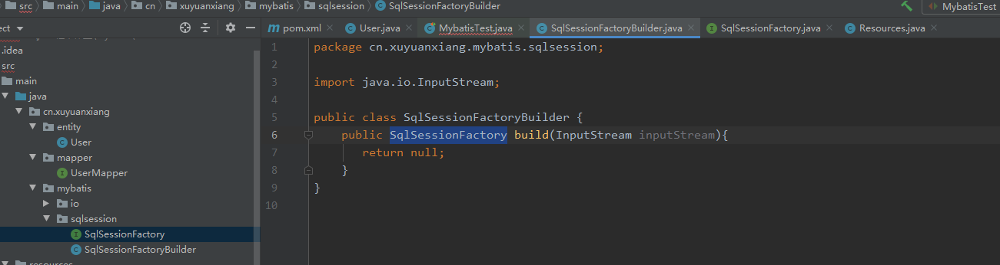 src main java cn xuyuanxiang mybatis sqlsession SqlSessionFactoryBuilder MybatisTest
ect pom.xml User.java MybatisTest.java SqlSessionFactoryBuilder.java SqlSessionFactory.java Resources.java
.idea
src
main
java
cn.xuyuanxiang
entity
User
mapper
UserMapper
mybatis
io
sqlsession
SqlSessionFactory
SqlSessionFactoryBuilder
resources
1 package cn.xuyuanxiang.mybatis.sqlsession;
2
3 import java.io.InputStream;
4
5 public class SqlSessionFactoryBuilder {
6 public SqlSessionFactory build(InputStream inputStream){
7 return null;
8 }
9 }
10